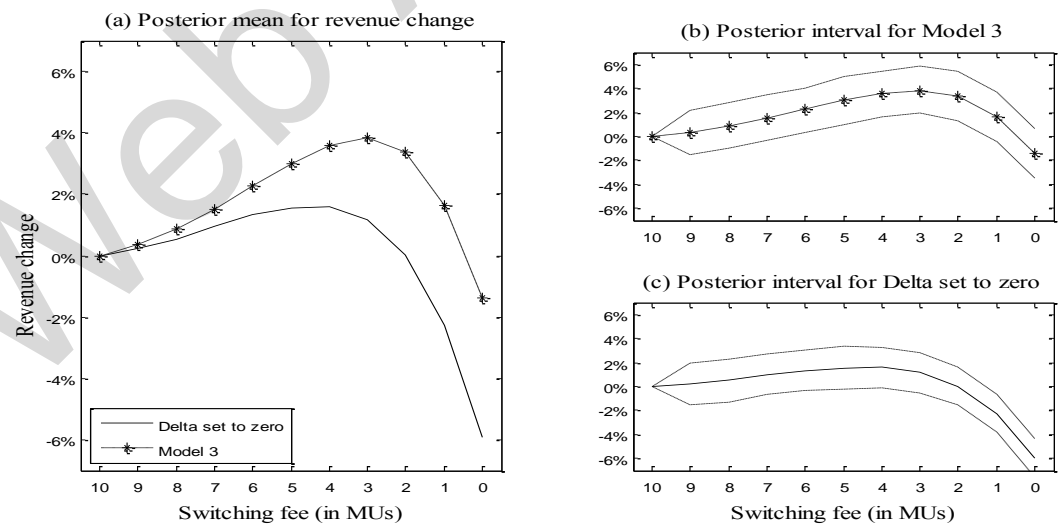 (a) Posterior mean for revenue change
6%
4%
2%
0%
-2%
-4%
-6%
Revenue change
Delta set to zero
Model 3
10 9 8 7 6 5 4 3 2 1 0
Switching fee (in MUs)
(b) Posterior interval for Model 3
6%
4%
2%
0%
-2%
-4%
-6%
10 9 8 7 6 5 4 3 2 1 0
(c) Posterior interval for Delta set to zero
6%
4%
2%
0%
-2%
-4%
-6%
10 9 8 7 6 5 4 3 2 1 0
Switching fee (in MUs)
Web